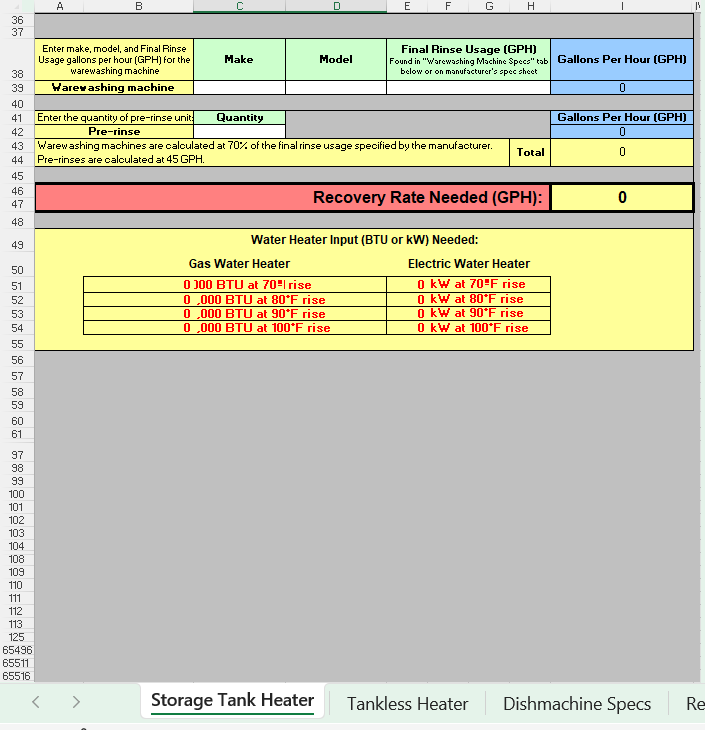 A B C D E F G H I
36
37
Enter make, model, and Final Rinse
Usage gallons per hour (GPH) for the
warewashing machine
Make
Model
Final Rinse Usage (GPH)
Found in "Warewashing Machine Specs" tab
below or on manufacturer's spec sheet
Gallons Per Hour (GPH)
38
39 Warewashing machine 0
40
41 Enter the quantity of pre-rinse units Quantity Gallons Per Hour (GPH)
42 Pre-rinse 0
43 Warewashing machines are calculated at 70% of the final rinse usage specified by the manufacturer.
44 Pre-rinses are calculated at 45 GPH.
Total 0
45
46
47
Recovery Rate Needed (GPH): 0
48
49 Water Heater Input (BTU or kW) Needed:
50 Gas Water Heater Electric Water Heater
51 0 000 BTU at 70° rise 0 kW at 70°F rise
52 0 ,000 BTU at 80°F rise 0 kW at 80°F rise
53 0 ,000 BTU at 90°F rise 0 kW at 90°F rise
54 0 ,000 BTU at 100°F rise 0 kW at 100°F rise
55
56
57
58
59
60
61
97
98
99
100
101
102
103
104
108
109
110
111
112
113
125
65496
65511
65516
Storage Tank Heater Tankless Heater Dishmachine Specs Re